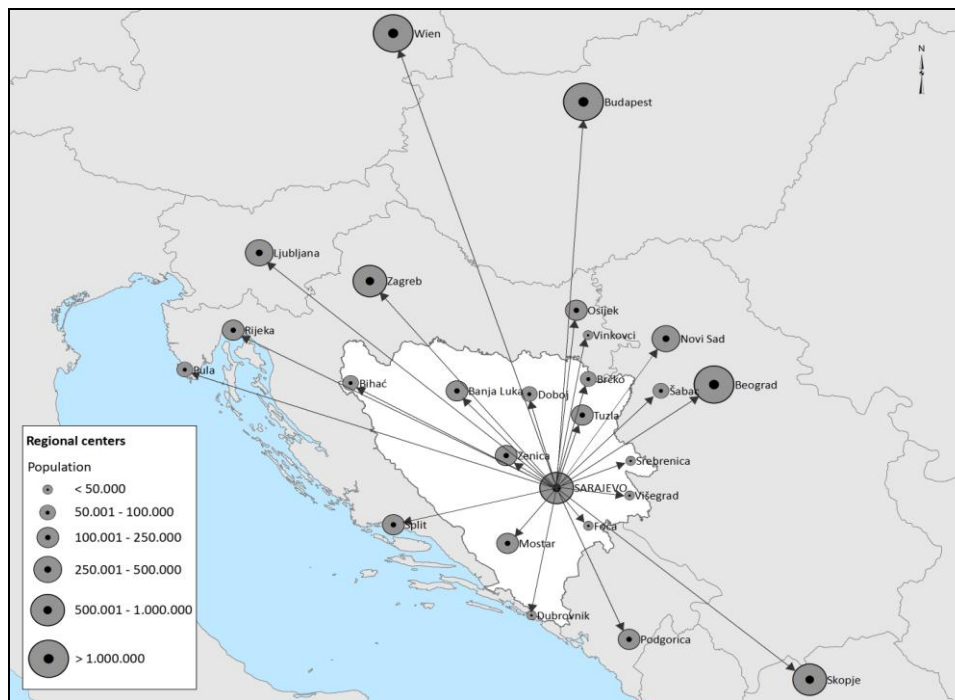 Wien
N
Budapest
Ljubljana
Zagreb
Osijek
Rijeka
Vinkovci
Novi Sad
Pula
Bihać
Banja Luka
Doboj
Brčko
Šabac
Beograd
Tuzla
Zenica
Srebrenica
SARAJEVO
Višegrad
Split
Foča
Mostar
Dubrovnik
Podgorica
Skopje
Regional centers
Population
< 50.000
50.001 - 100.000
100.001 - 250.000
250.001 - 500.000
500.001 - 1.000.000
> 1.000.000